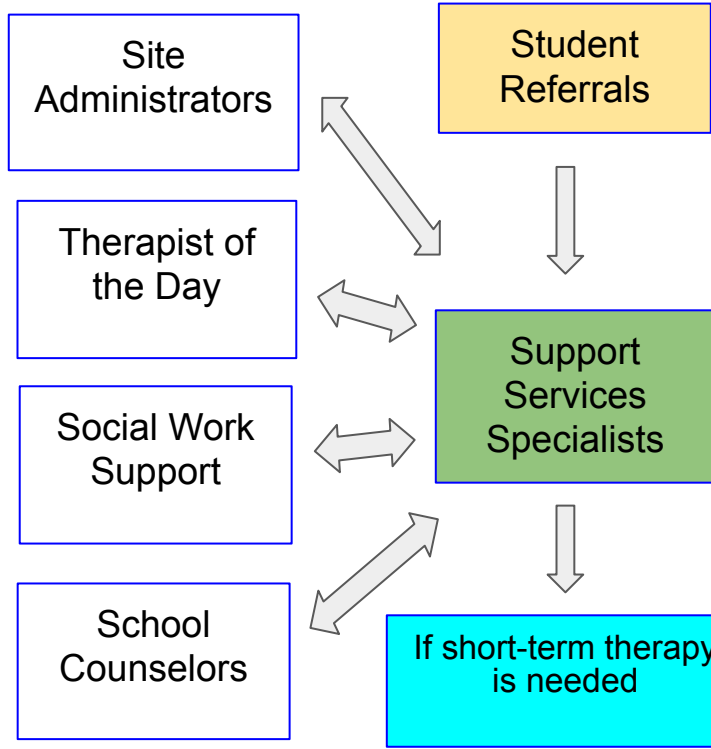 Site
Administrators
Student
Referrals
Therapist of
the Day
Support
Services
Specialists
Social Work
Support
School
Counselors
If short-term therapy
is needed